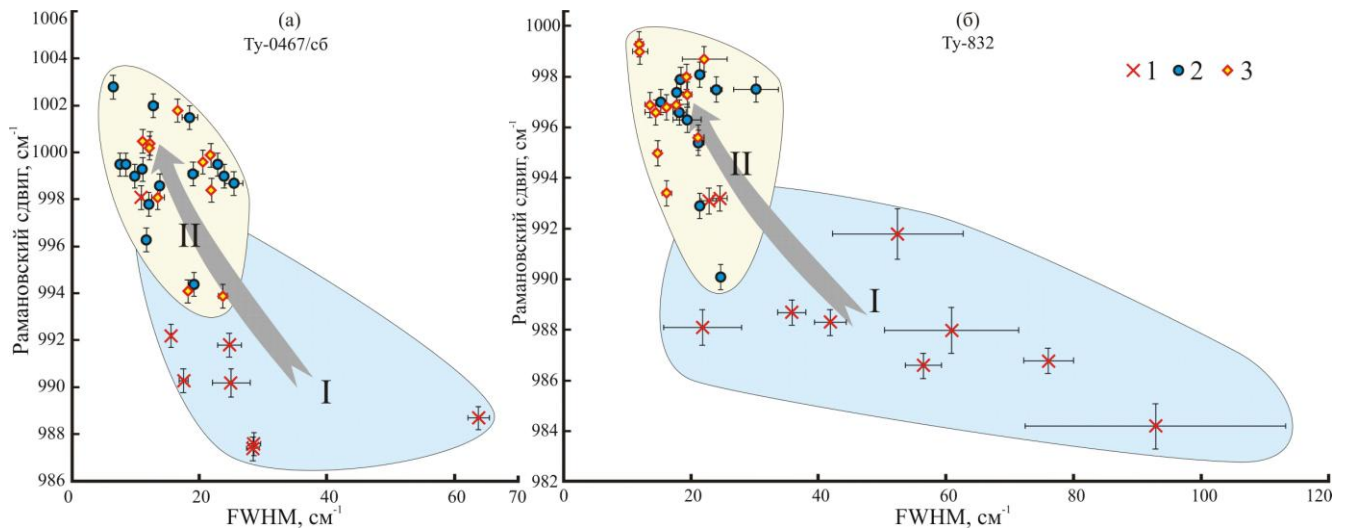 (а)
Ту-0467/сб
Рамановский сдвиг, см-1
1006
1004
1002
1000
998
996
994
992
990
988
986
II
I
0 20 40 60 70
FWHM, см-1
(б)
Ту-832
1 2 3
Рамановский сдвиг, см-1
1000
998
996
994
992
990
988
986
984
982
II
I
0 20 40 60 80 100 120
FWHM, см-1